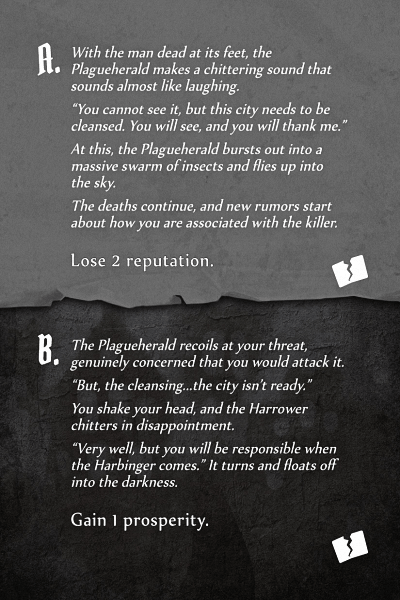 A. With the man dead at its feet, the
Plagueherald makes a chittering sound that
sounds almost like laughing.
“You cannot see it, but this city needs to be
cleansed. You will see, and you will thank me.”
At this, the Plagueherald bursts out into a
massive swarm of insects and flies up into
the sky.
The deaths continue, and new rumors start
about how you are associated with the killer.
Lose 2 reputation.
B. The Plagueherald recoils at your threat,
genuinely concerned that you would attack it.
“But, the cleansing...the city isn’t ready.”
You shake your head, and the Harrower
chitters in disappointment.
“Very well, but you will be responsible when
the Harbinger comes.” It turns and floats off
into the darkness.
Gain 1 prosperity.